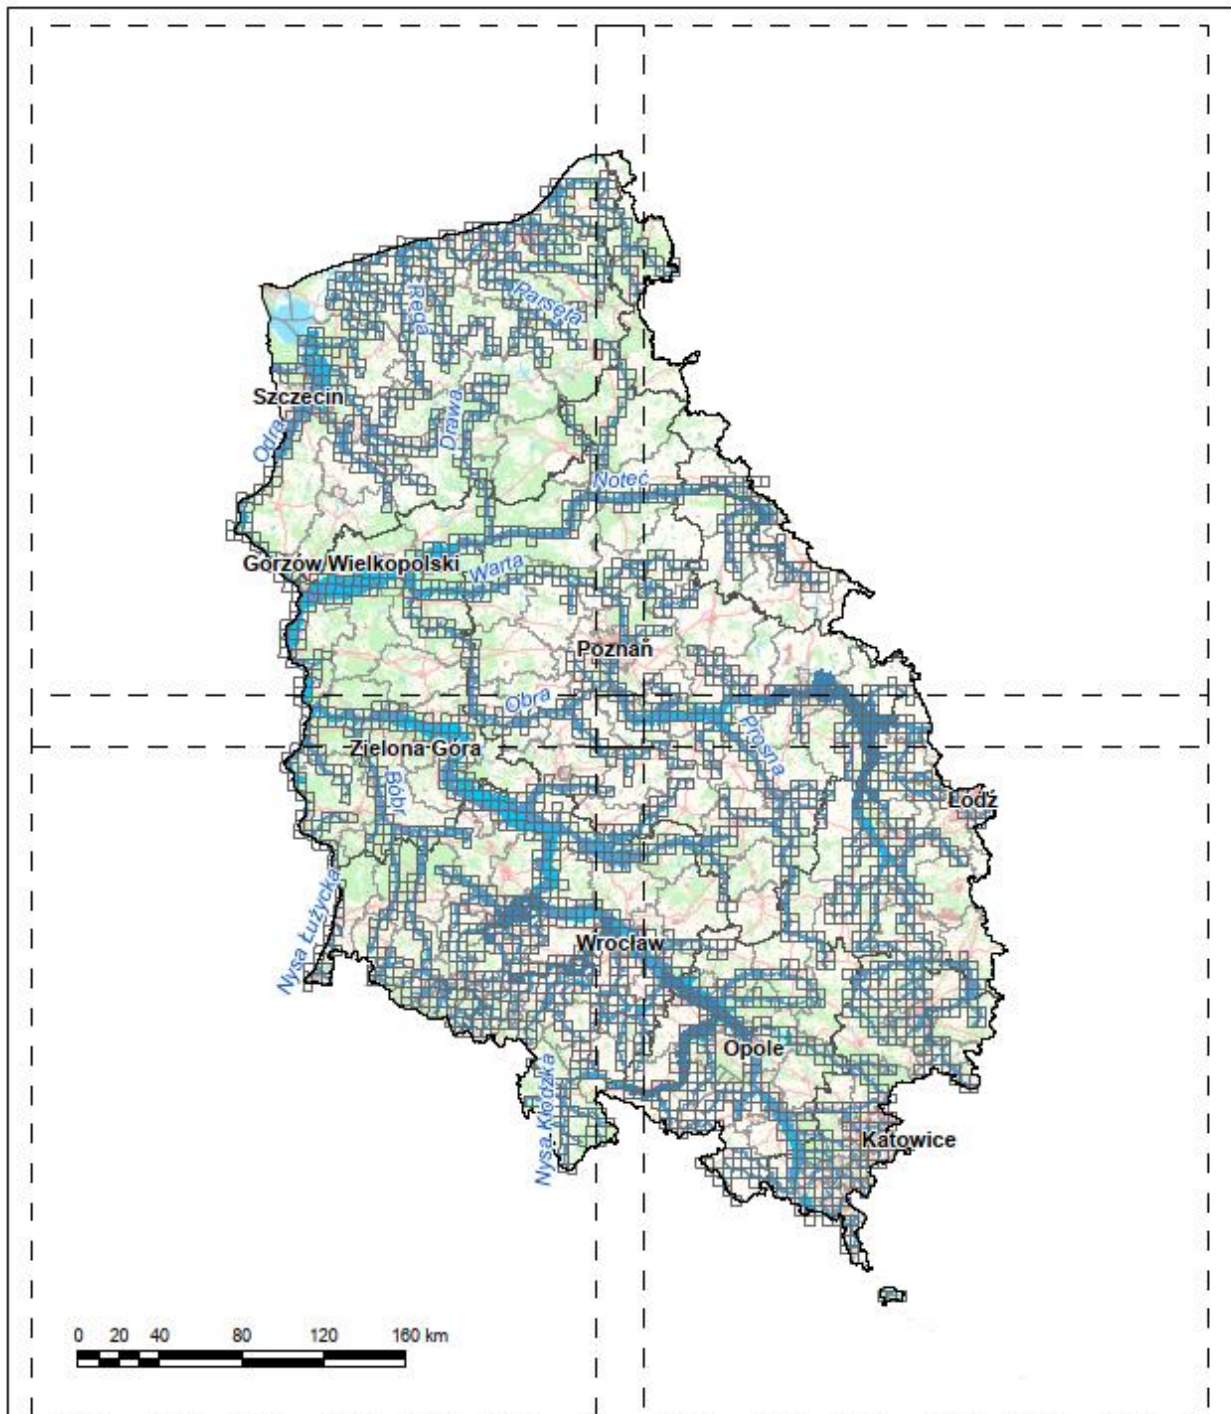 Rega
Parsęta
Szczecin
Odra
Drawa
Noteć
Gorzów Wielkopolski
Warta
Poznań
Obra
Prosna
Zielona Góra
Bóbr
Łódź
Nysa Łużycka
Wrocław
Opole
Nysa Kłodzka
Katowice
0 20 40 80 120 160 km